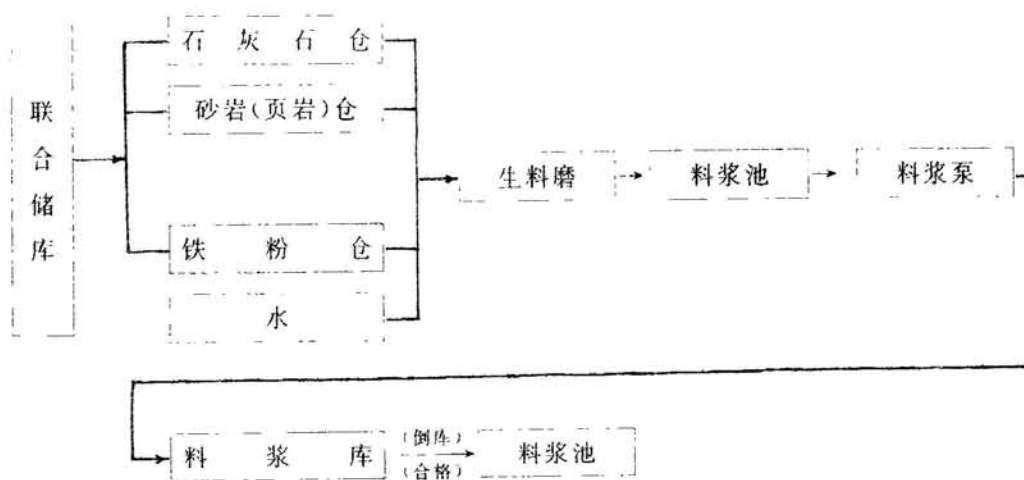 联合储库
石灰石仓
砂岩(页岩)仓
铁粉仓
水
生料磨
料浆池
料浆泵
料浆库
(倒库)
(合格)
料浆池